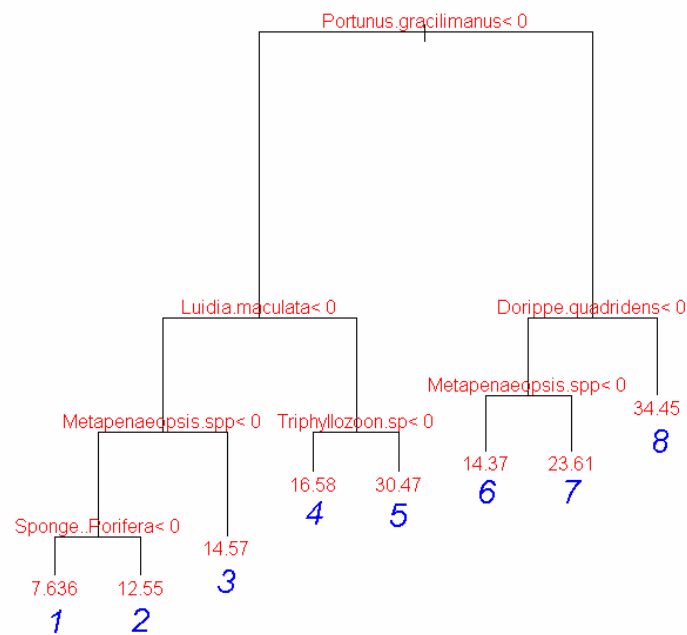 Portunus.gracilimanus< 0
Luidia.maculata< 0
Dorippe.quadridens< 0
Metapenaeopsis.spp< 0
34.45
8
Metapenaeopsis.spp< 0
Triphyllozoon.sp< 0
14.37
23.61
6
7
16.58
30.47
4
5
Sponge..Porifera< 0
14.57
3
7.636
12.55
1
2